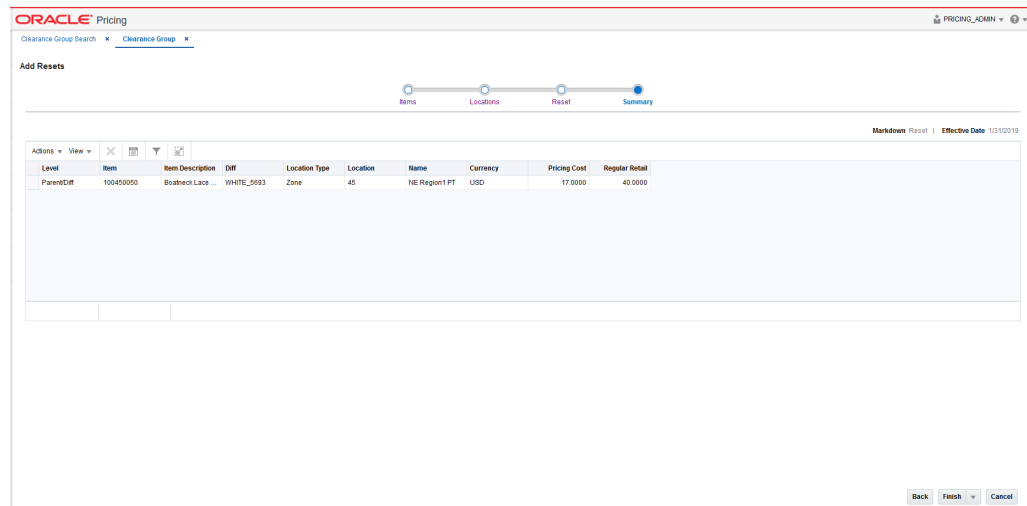 ORACLE® Pricing PRICING_ADMIN
Clearance Group Search × Clearance Group ×
Add Resets
Items Locations Reset Summary
Markdown Reset | Effective Date 1/31/2019
Actions View
Level Item Item Description Diff Location Type Location Name Currency Pricing Cost Regular Retail
Parent/Diff 100450050 Boatneck Lace ... WHITE_5693 Zone 45 NE Region1 PT USD 17.0000 40.0000
Back Finish Cancel